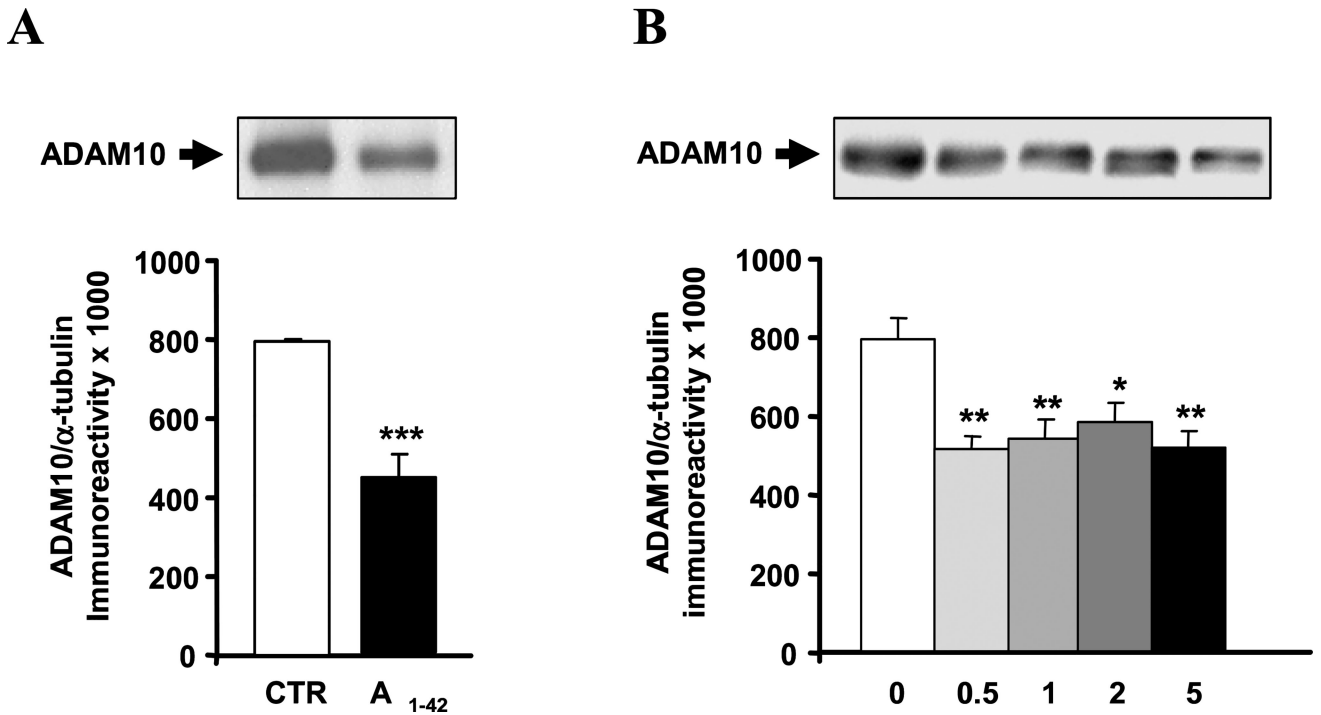 A
B
ADAM10
ADAM10
ADAM10/α-tubulin
Immunoreactivity x 1000
1000
800
600
400
200
0
***
CTR
A 1-42
ADAM10/α-tubulin
immunoreactivity x 1000
1000
800
600
400
200
0
**
**
*
**
0 0.5 1 2 5